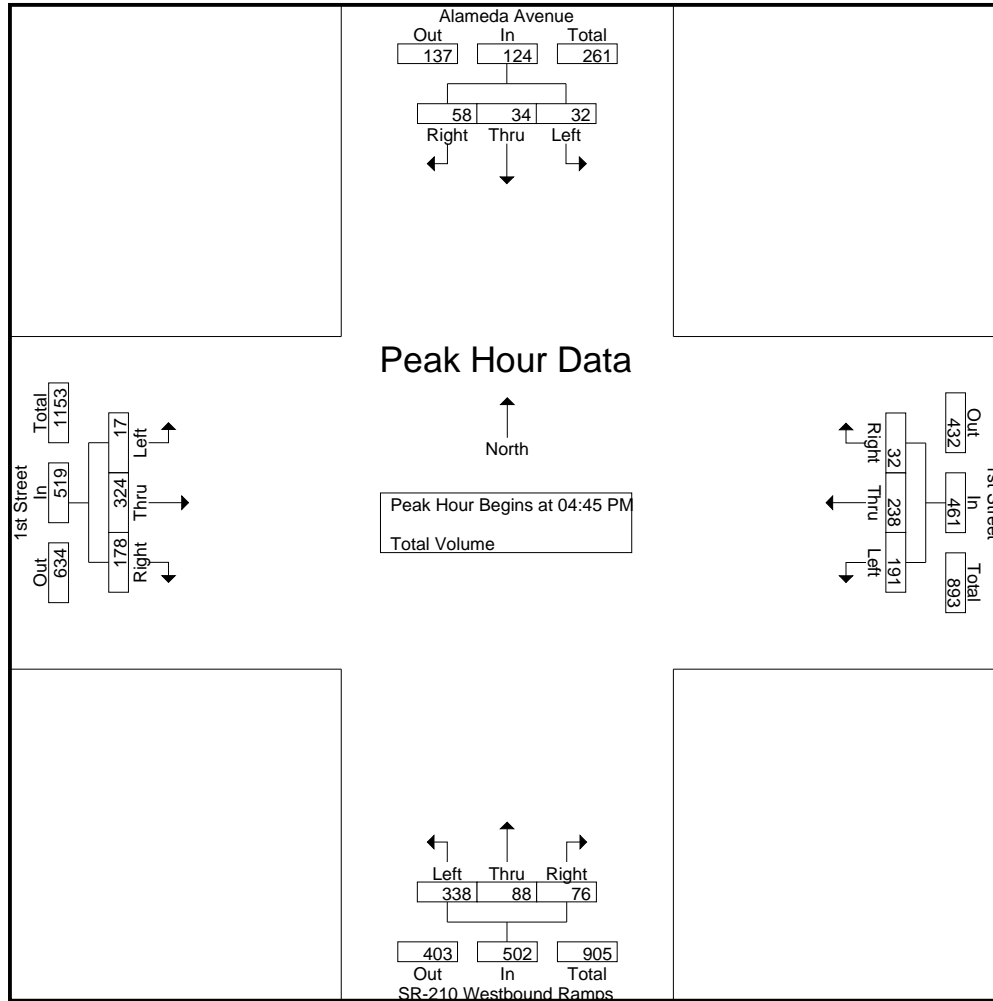 Alameda Avenue
Out In Total
137 124 261
58 34 32
Right Thru Left
Peak Hour Data
North
Peak Hour Begins at 04:45 PM
Total Volume
1st Street
Total In Out
1153 519 634
17 324 178
Left Thru Right
Right Thru Left
32 238 191
Out In Total
432 461 893
1st Street
Left Thru Right
338 88 76
403 502 905
Out In Total
SR-210 Westbound Ramps